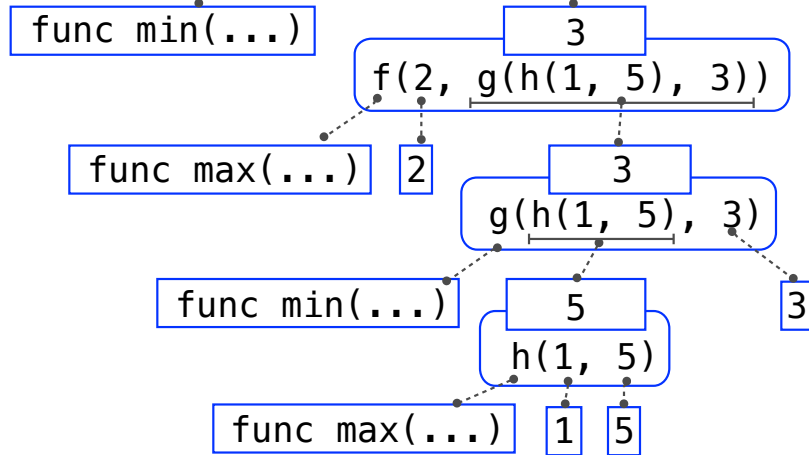 func min(...)
3
f(2, g(h(1, 5), 3))
func max(...)
2
3
g(h(1, 5), 3)
func min(...)
5
3
h(1, 5)
func max(...)
1
5